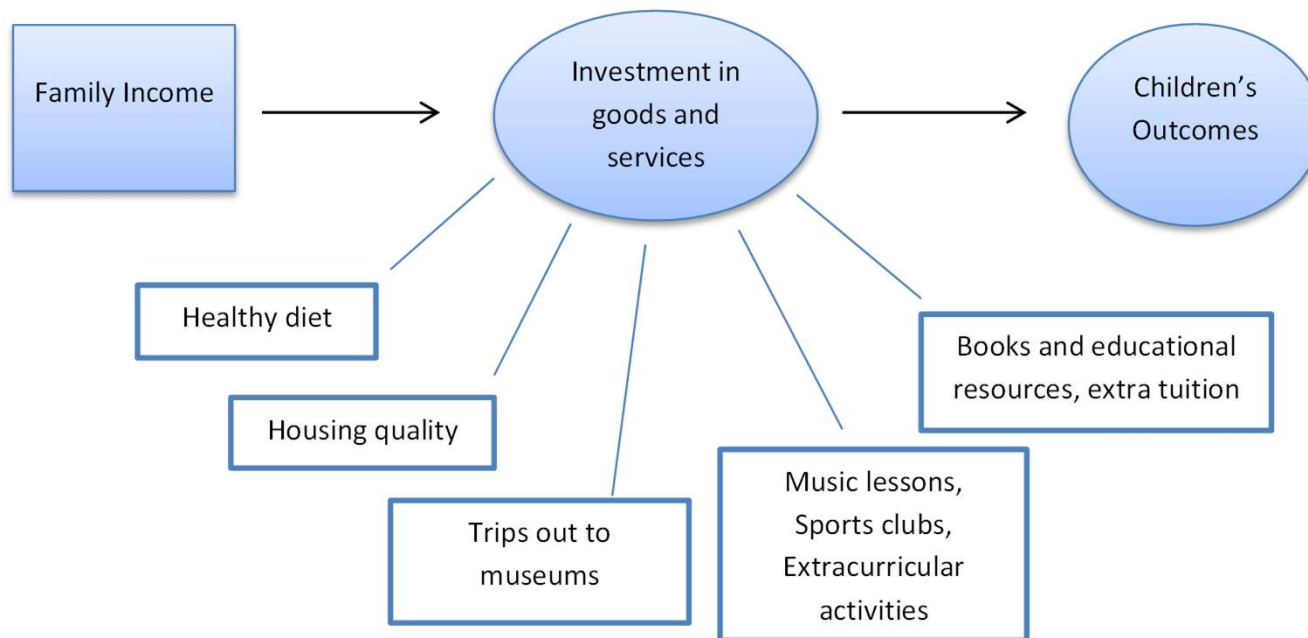 Family Income
Investment in
goods and
services
Children’s
Outcomes
Healthy diet
Housing quality
Trips out to
museums
Music lessons,
Sports clubs,
Extracurricular
activities
Books and educational
resources, extra tuition